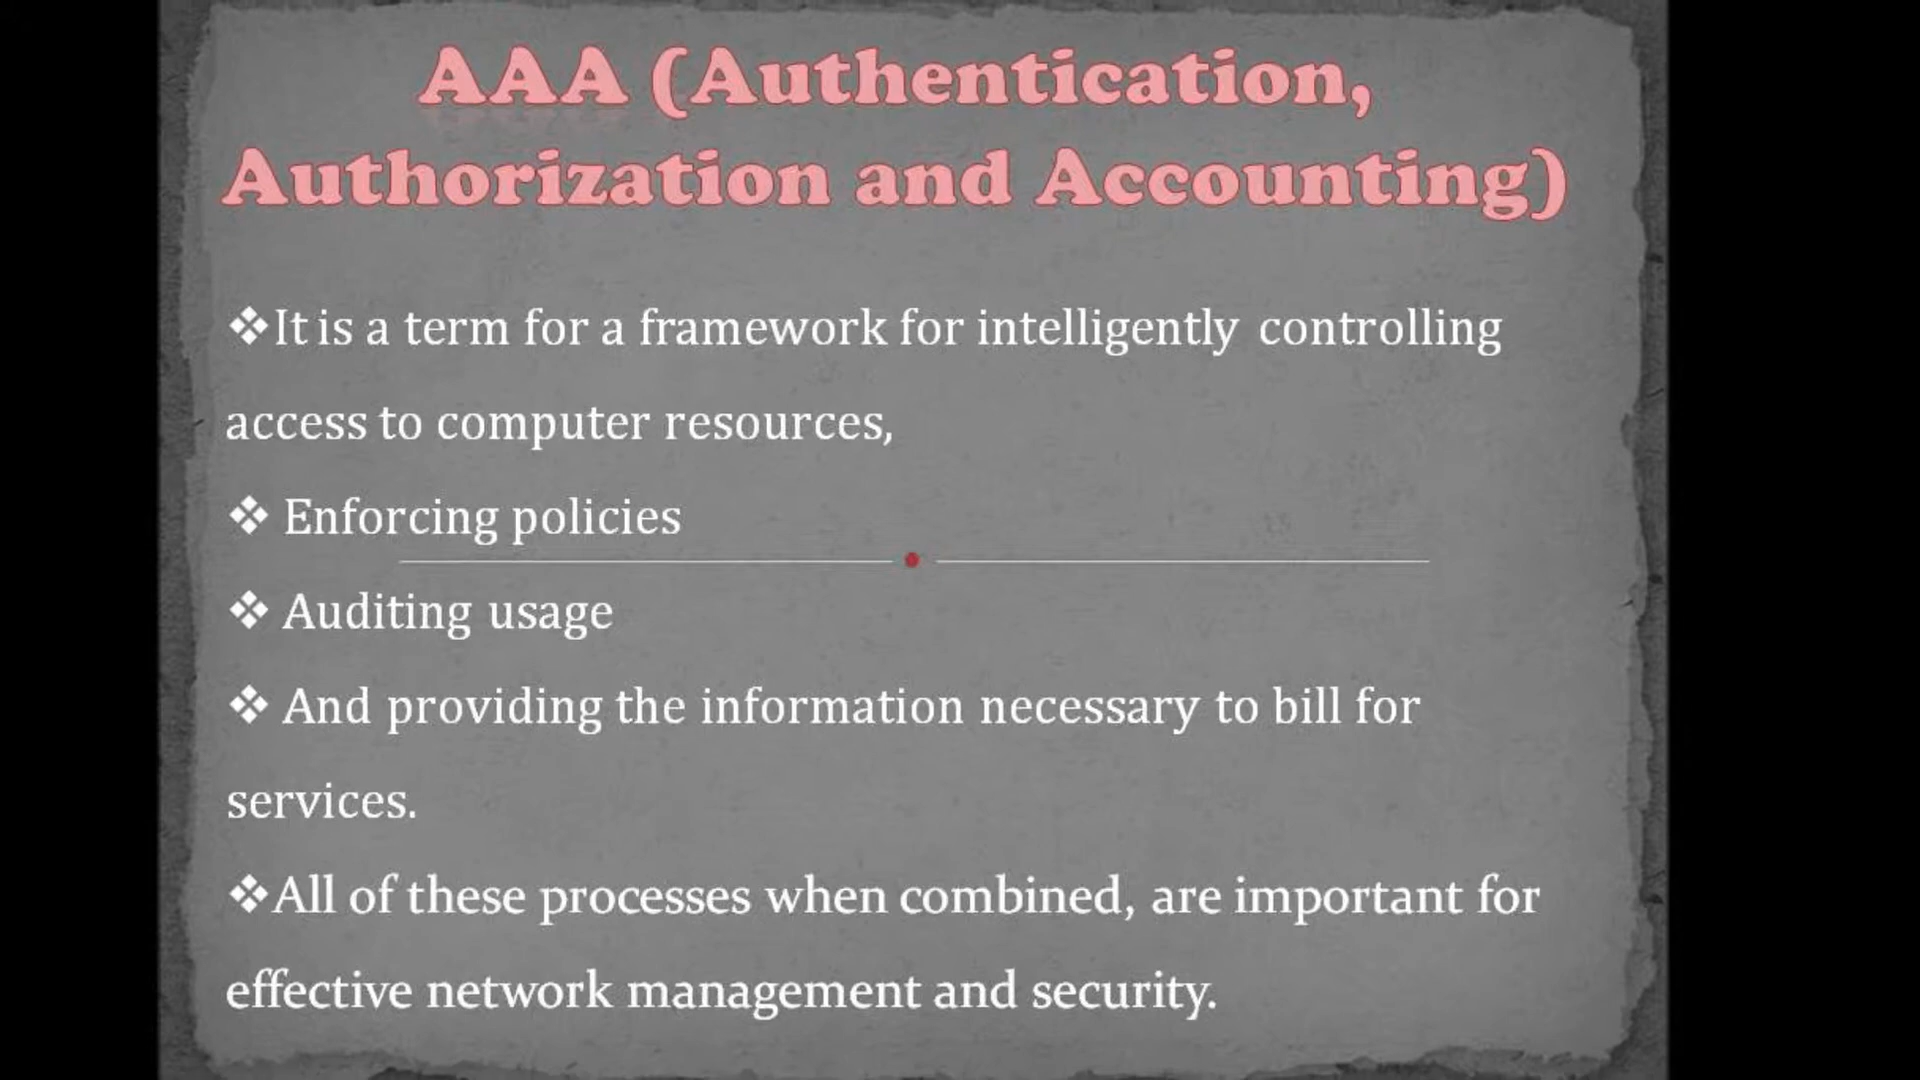 AAA (Authentication,
Authorization and Accounting)
❖It is a term for a framework for intelligently controlling
access to computer resources,
❖ Enforcing policies
❖ Auditing usage
❖ And providing the information necessary to bill for
services.
❖All of these processes when combined, are important for
effective network management and security.